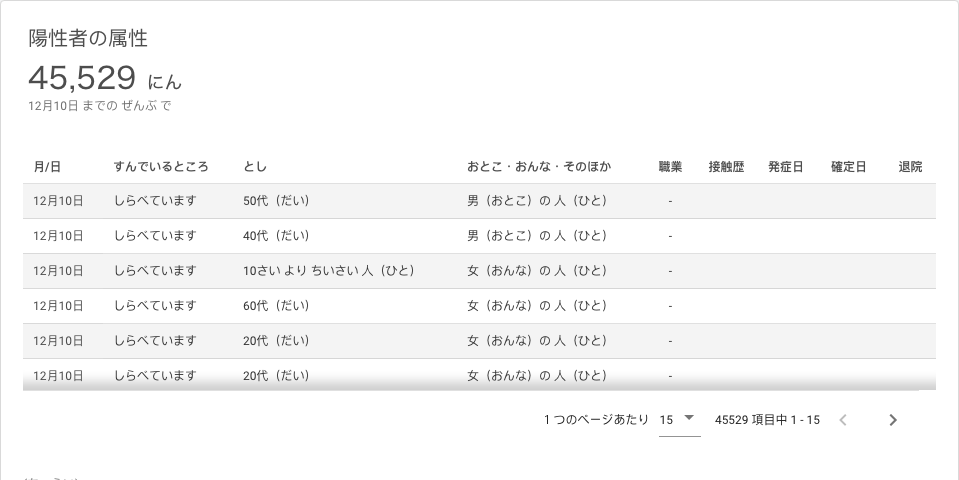 陽性者の属性
45,529 にん
12月10日 までの ぜんぶ で
月/日 すんでいるところ とし おとこ・おんな・そのほか 職業 接触歴 発症日 確定日 退院
12月10日 しらべています 50代（だい） 男（おとこ）の 人（ひと） -
12月10日 しらべています 40代（だい） 男（おとこ）の 人（ひと） -
12月10日 しらべています 10さい より ちいさい 人（ひと） 女（おんな）の 人（ひと） -
12月10日 しらべています 60代（だい） 女（おんな）の 人（ひと） -
12月10日 しらべています 20代（だい） 女（おんな）の 人（ひと） -
12月10日 しらべています 20代（だい） 女（おんな）の 人（ひと） -
1 つのページあたり 15 45529 項目中 1 - 15